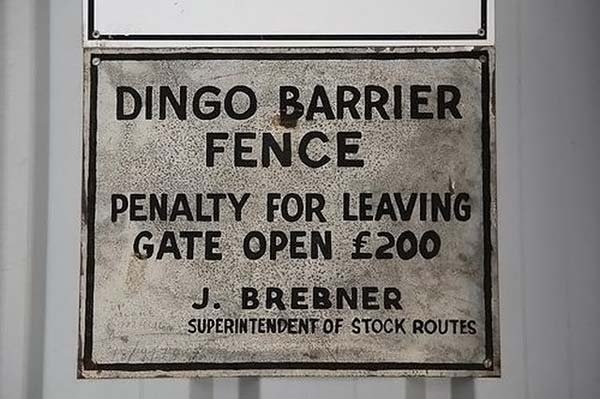 DINGO BARRIER
FENCE
PENALTY FOR LEAVING
GATE OPEN £200
J. BREBNER
SUPERINTENDENT OF STOCK ROUTES